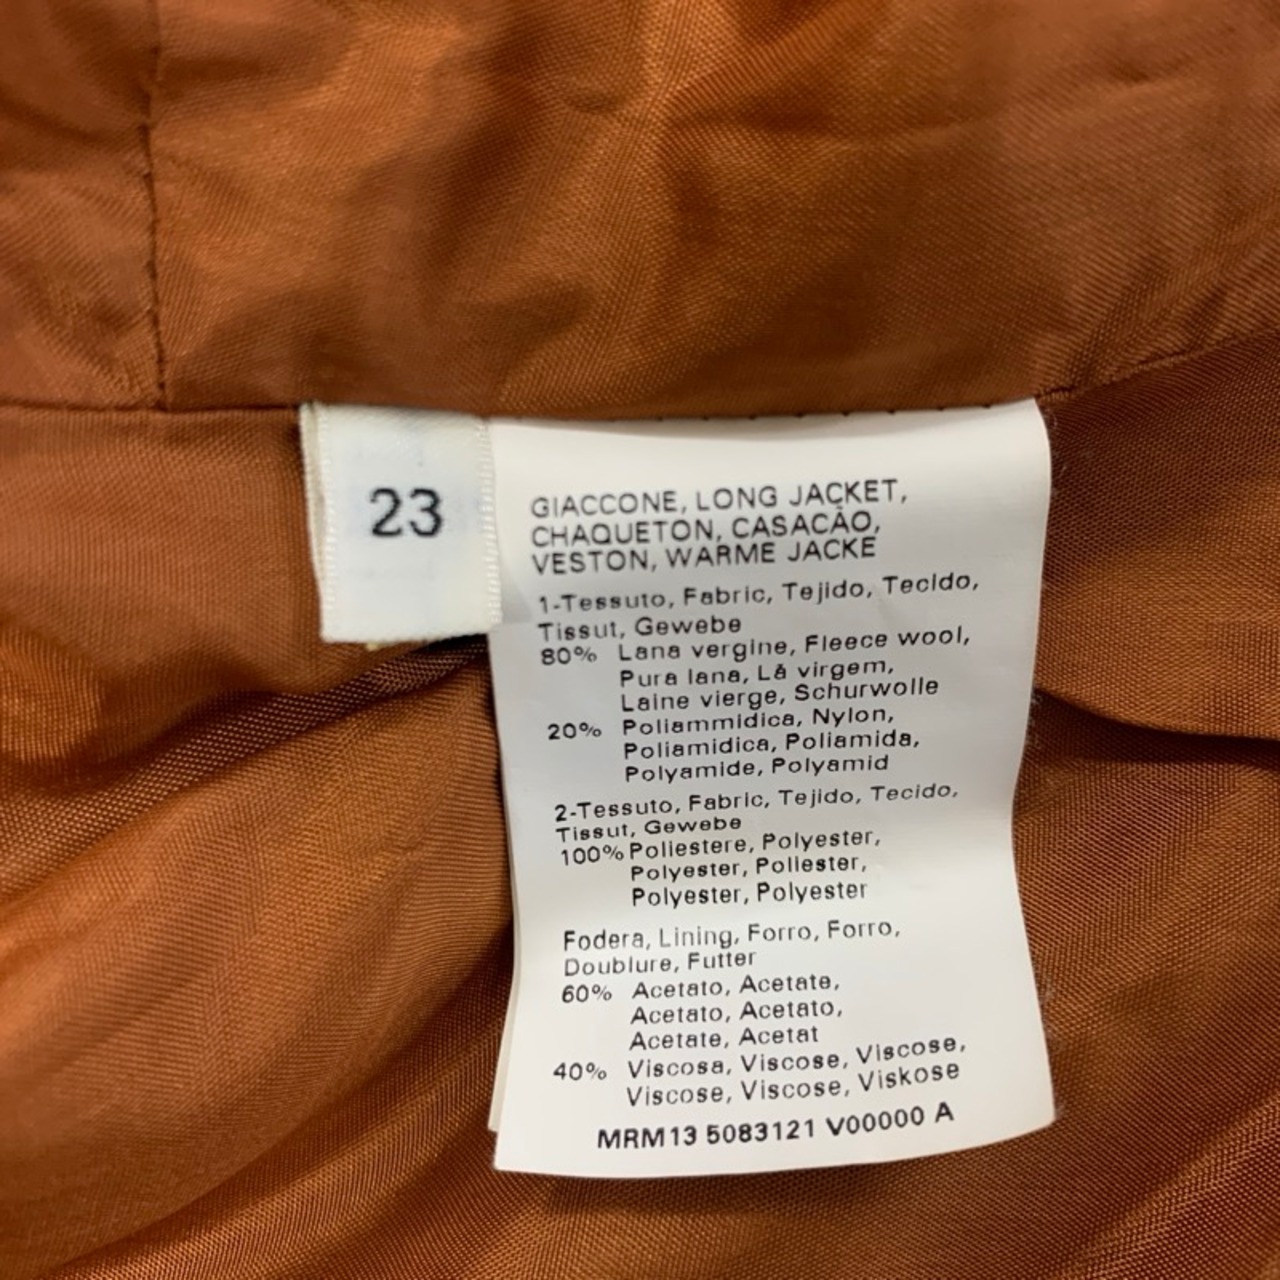 23
GIACCONE, LONG JACKET,
CHAQUETON, CASACÃO,
VESTON, WARME JACKE
1-Tessuto, Fabric, Tejido, Tecido,
Tissut, Gewebe
80% Lana vergine, Fleece wool,
Pura lana, Lã virgem,
Laine vierge, Schurwolle
20% Poliammidica, Nylon,
Poliamidica, Poliamida,
Polyamide, Polyamid
2-Tessuto, Fabric, Tejido, Tecido,
Tissut, Gewebe
100% Poliestere, Polyester,
Polyester, Poliester,
Polyester, Polyester
Fodera, Lining, Forro, Forro,
Doublure, Futter
60% Acetato, Acetate,
Acetato, Acetato,
Acetate, Acetat
40% Viscosa, Viscose, Viscose,
Viscose, Viscose, Viskose
MRM13 5083121 V00000 A